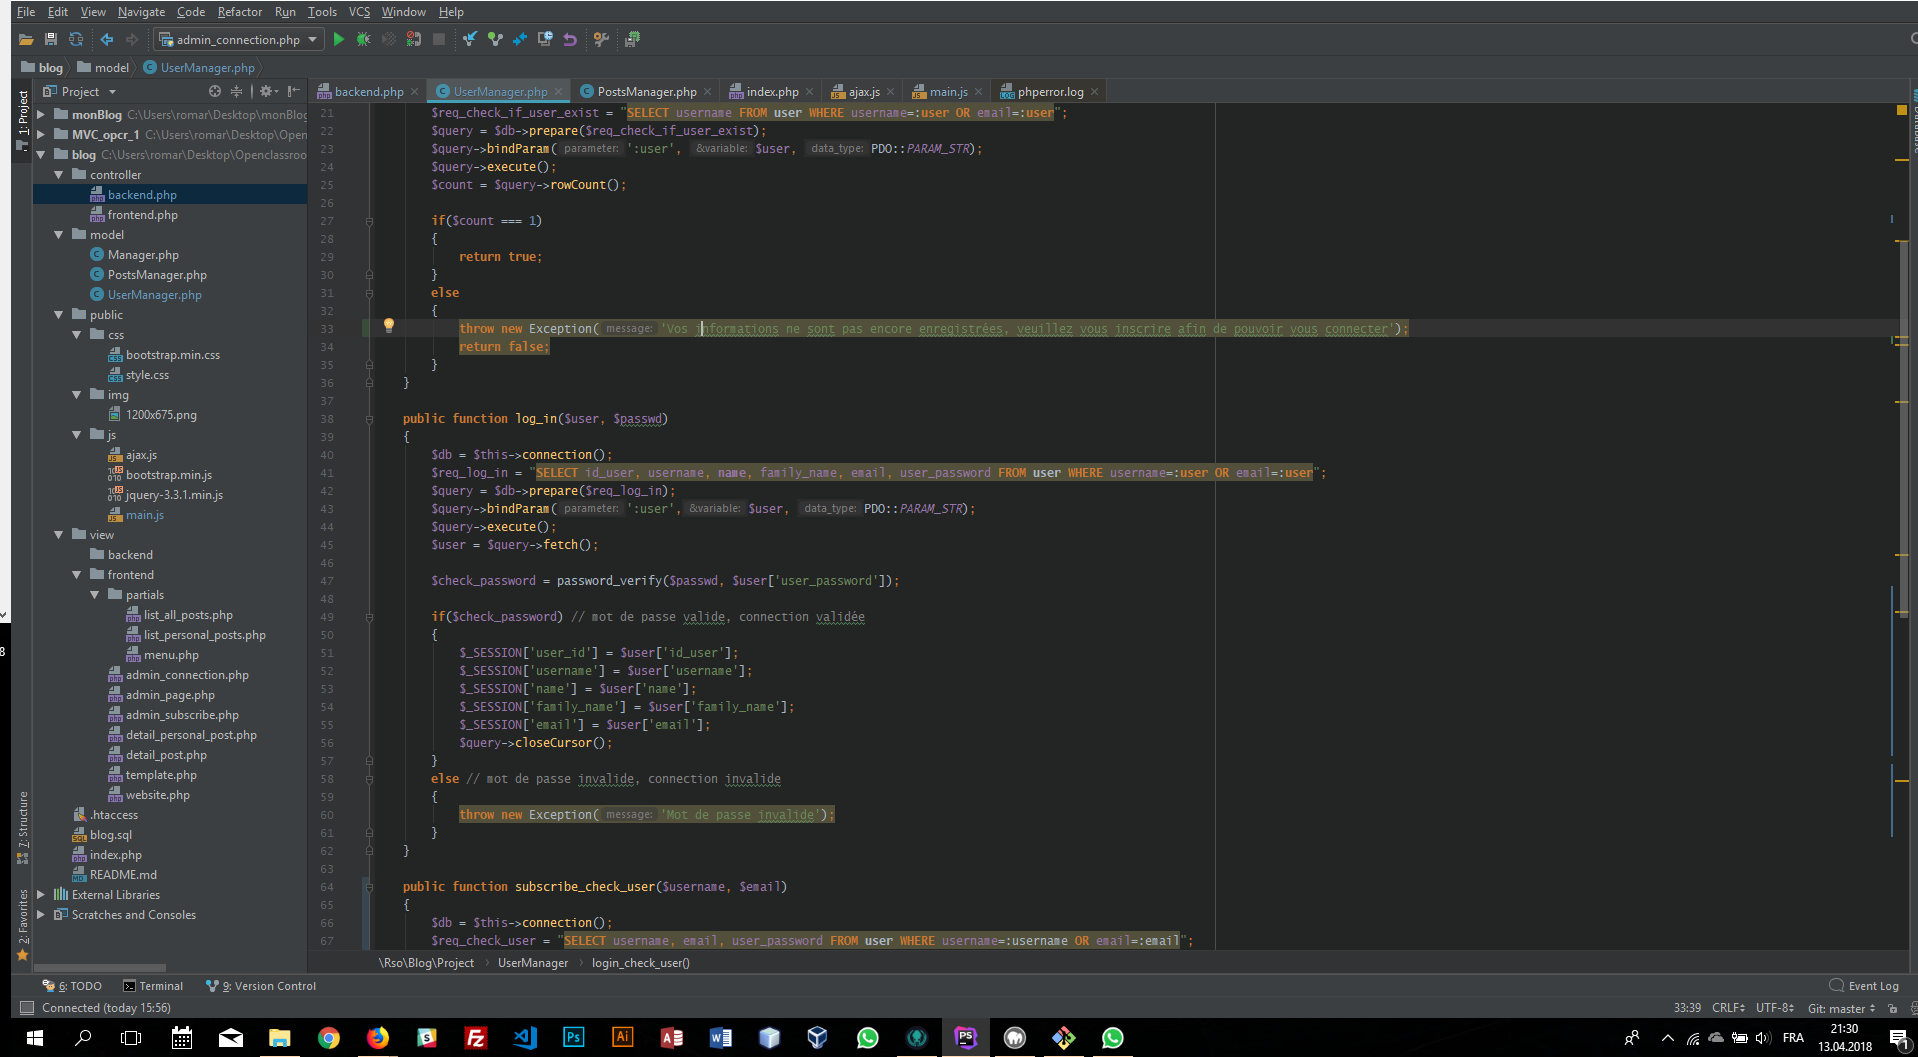 File Edit View Navigate Code Refactor Run Tools VCS Window Help
admin_connection.php
blog model UserManager.php
Project
backend.php UserManager.php PostsManager.php index.php ajax.js main.js phperror.log
1: Project
7: Structure
2: Favorites
monBlog C:\Users\romar\Desktop\monBlog
MVC_opcr_1 C:\Users\romar\Desktop\Open
blog C:\Users\romar\Desktop\Openclassroo
controller
backend.php
frontend.php
model
Manager.php
PostsManager.php
UserManager.php
public
css
bootstrap.min.css
style.css
img
1200x675.png
js
ajax.js
bootstrap.min.js
jquery-3.3.1.min.js
main.js
view
backend
frontend
partials
list_all_posts.php
list_personal_posts.php
menu.php
admin_connection.php
admin_page.php
admin_subscribe.php
detail_personal_post.php
detail_post.php
template.php
website.php
.htaccess
blog.sql
index.php
README.md
External Libraries
Scratches and Consoles
21 $req_check_if_user_exist = "SELECT username FROM user WHERE username=:user OR email=:user";
22 $query = $db->prepare($req_check_if_user_exist);
23 $query->bindParam( parameter: ':user', &variable: $user, data_type: PDO::PARAM_STR);
24 $query->execute();
25 $count = $query->rowCount();
26
27 if($count === 1)
28 {
29 return true;
30 }
31 else
32 {
33 throw new Exception( message: 'Vos informations ne sont pas encore enregistrées, veuillez vous inscrire afin de pouvoir vous connecter');
34 return false;
35 }
36 }
37
38 public function log_in($user, $passwd)
39 {
40 $db = $this->connection();
41 $req_log_in = "SELECT id_user, username, name, family_name, email, user_password FROM user WHERE username=:user OR email=:user";
42 $query = $db->prepare($req_log_in);
43 $query->bindParam( parameter: ':user', &variable: $user, data_type: PDO::PARAM_STR);
44 $query->execute();
45 $user = $query->fetch();
46
47 $check_password = password_verify($passwd, $user['user_password']);
48
49 if($check_password) // mot de passe valide, connection validée
50 {
51 $_SESSION['user_id'] = $user['id_user'];
52 $_SESSION['username'] = $user['username'];
53 $_SESSION['name'] = $user['name'];
54 $_SESSION['family_name'] = $user['family_name'];
55 $_SESSION['email'] = $user['email'];
56 $query->closeCursor();
57 }
58 else // mot de passe invalide, connection invalide
59 {
60 throw new Exception( message: 'Mot de passe invalide');
61 }
62 }
63
64 public function subscribe_check_user($username, $email)
65 {
66 $db = $this->connection();
67 $req_check_user = "SELECT username, email, user_password FROM user WHERE username=:username OR email=:email";
\Rso\Blog\Project UserManager login_check_user()
6: TODO Terminal 9: Version Control Event Log
Connected (today 15:56) 33:39 CRLF UTF-8 Git: master
FRA 21:30
13.04.2018